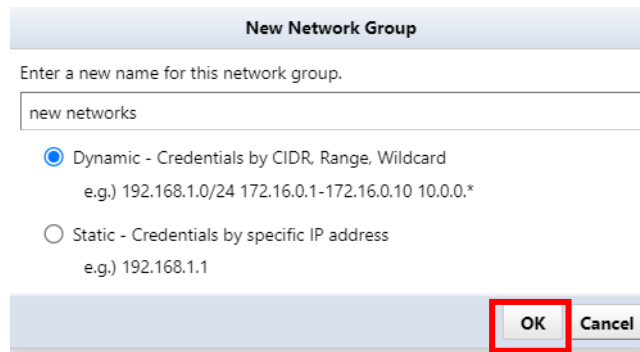 New Network Group
Enter a new name for this network group.
new networks
Dynamic - Credentials by CIDR, Range, Wildcard
e.g.) 192.168.1.0/24 172.16.0.1-172.16.0.10 10.0.0.*
Static - Credentials by specific IP address
e.g.) 192.168.1.1
OK Cancel